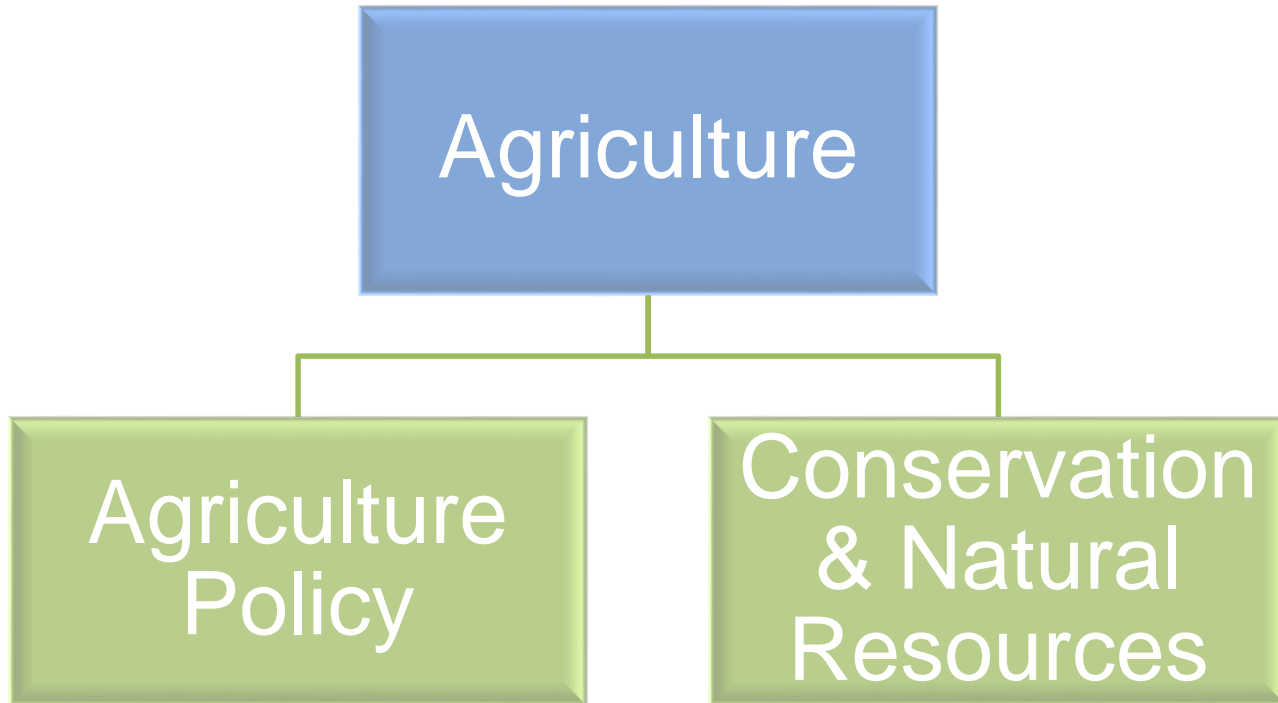 Agriculture
Agriculture
Policy
Conservation
& Natural
Resources